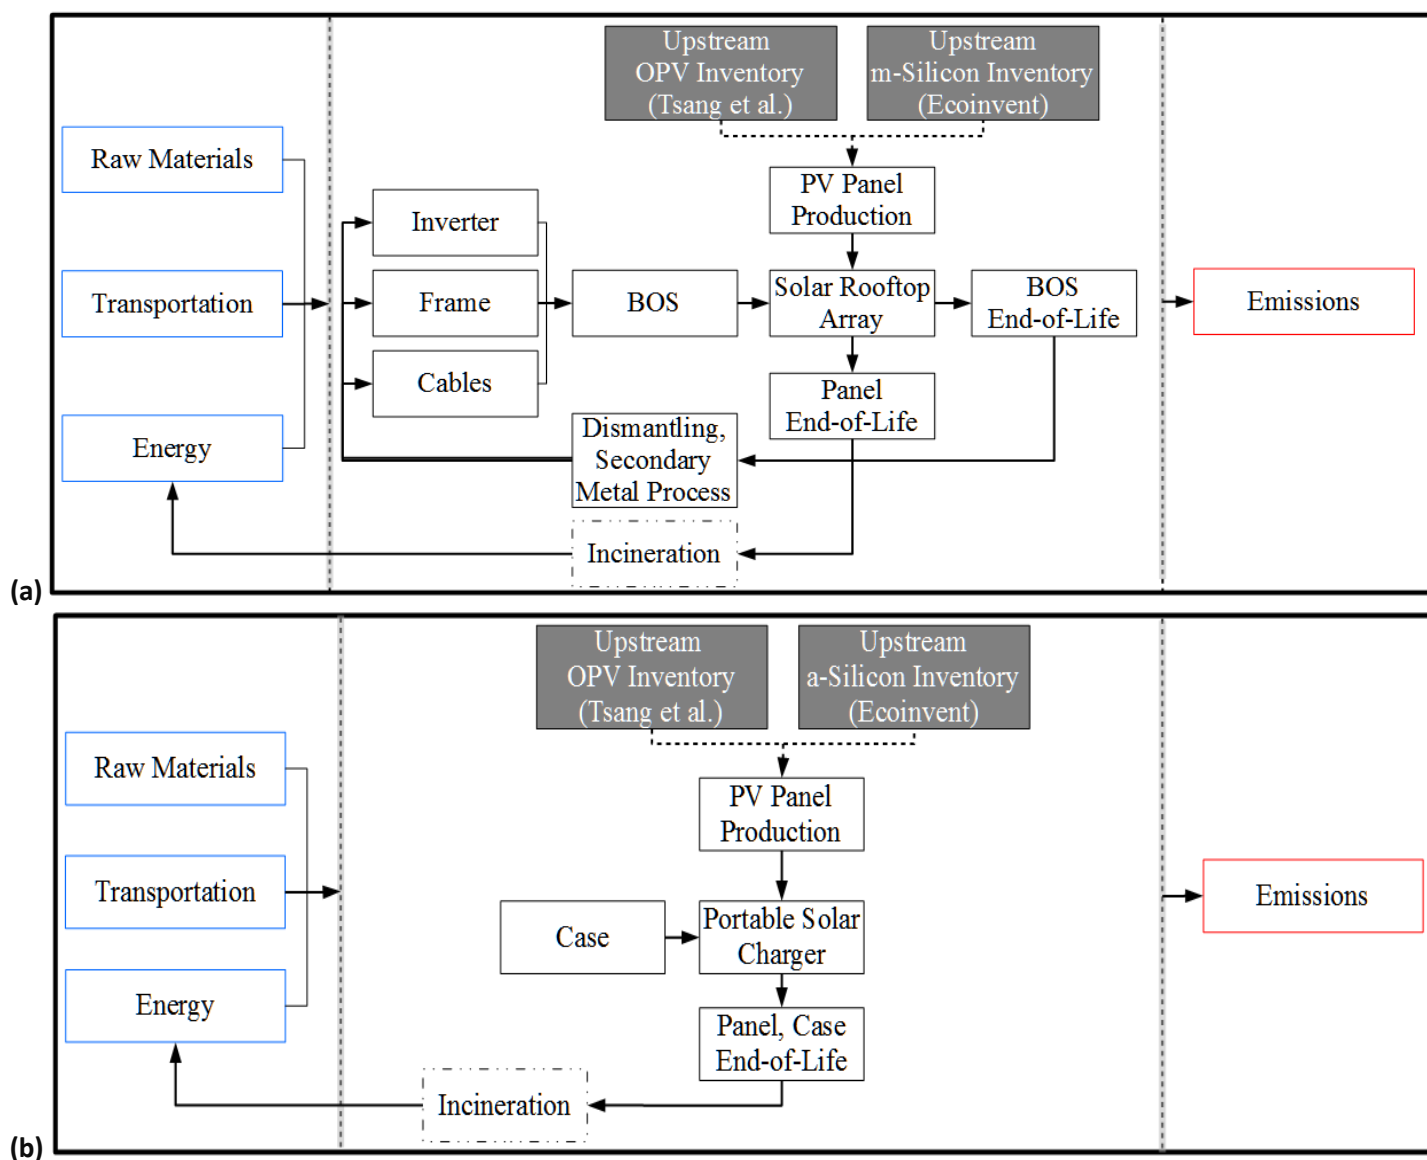 Upstream
OPV Inventory
(Tsang et al.)
Upstream
m-Silicon Inventory
(Ecoinvent)
Raw Materials
PV Panel
Production
Inverter
Transportation
Frame
BOS
Solar Rooftop
Array
BOS
End-of-Life
Emissions
Cables
Panel
End-of-Life
Energy
Dismantling,
Secondary
Metal Process
Incineration
(a)
Upstream
OPV Inventory
(Tsang et al.)
Upstream
a-Silicon Inventory
(Ecoinvent)
Raw Materials
PV Panel
Production
Transportation
Emissions
Case
Portable Solar
Charger
Energy
Panel, Case
End-of-Life
Incineration
(b)